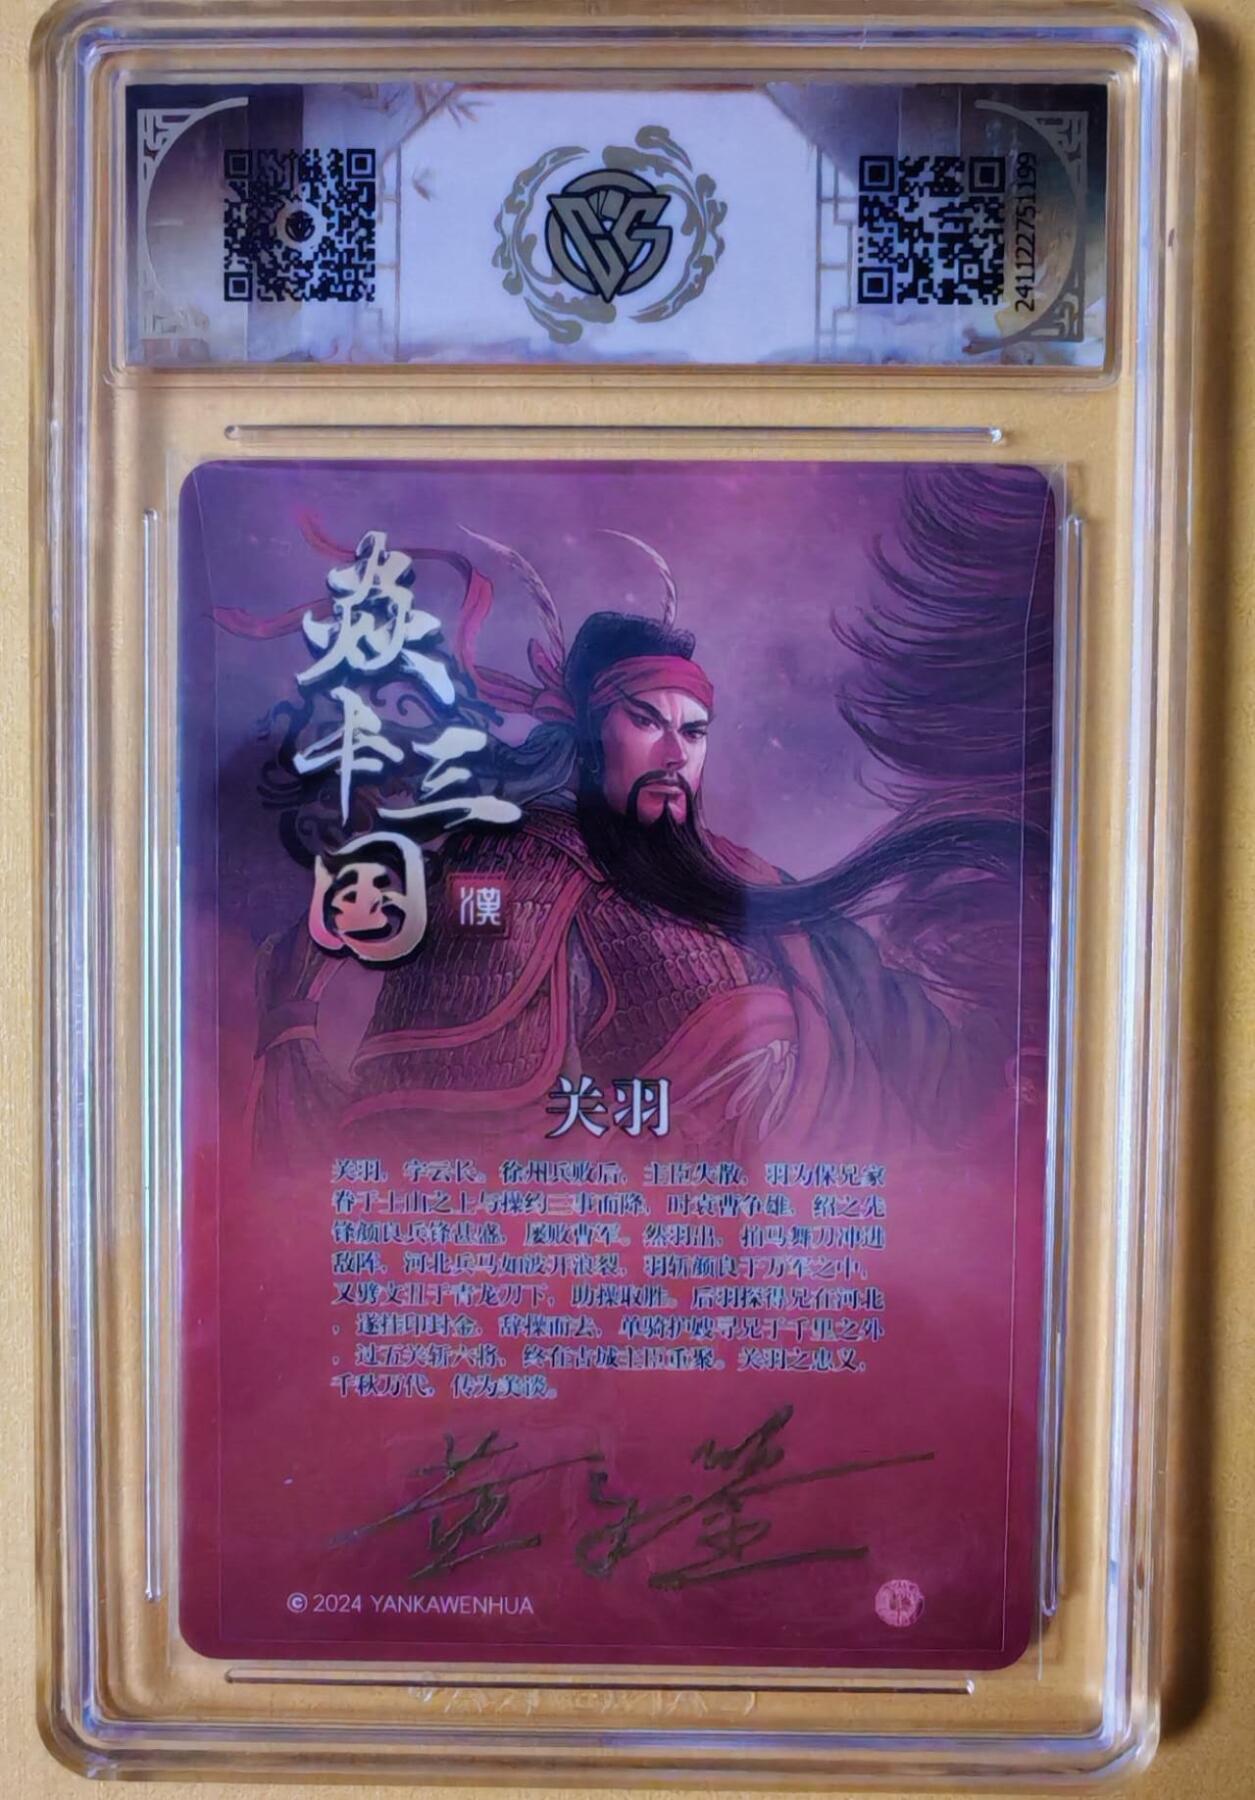 2411227751199
焱
卡三
国
漢
关羽
关羽，字云长。徐州兵败后，主臣失散，羽为保兄家
眷于土山之上与操约三事而降，时袁曹争雄，绍之先
锋颜良兵锋甚盛，屡败曹军。然羽出，拍马舞刀冲进
敌阵，河北兵马如波开浪裂，羽斩颜良于万军之中，
又劈文丑于青龙刀下，助操取胜。后羽探得兄在河北
，遂挂印封金，辞操而去，单骑护嫂寻兄于千里之外
，过五关斩六将，终在古城主臣重聚。关羽之忠义，
千秋万代，传为美谈。
© 2024 YANKAWENHUA